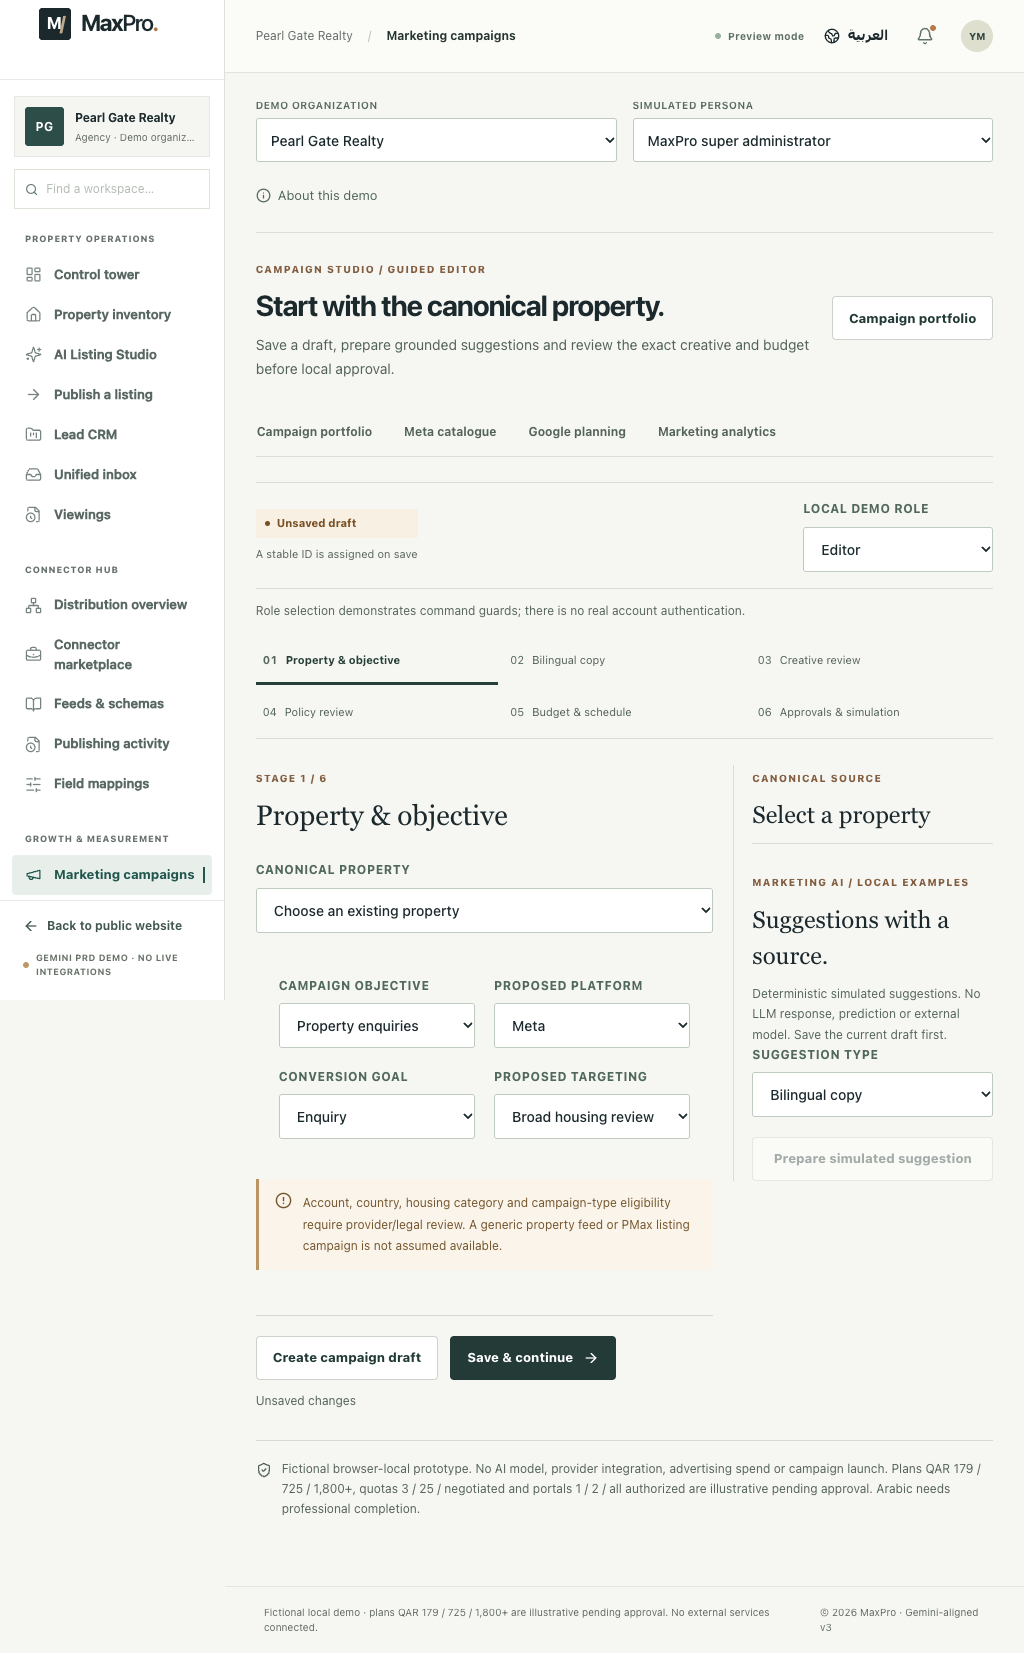 M/ MaxPro.
PG
Pearl Gate Realty
Agency · Demo organiz...
Find a workspace...
PROPERTY OPERATIONS
Control tower
Property inventory
AI Listing Studio
Publish a listing
Lead CRM
Unified inbox
Viewings
CONNECTOR HUB
Distribution overview
Connector
marketplace
Feeds & schemas
Publishing activity
Field mappings
GROWTH & MEASUREMENT
Marketing campaigns
Back to public website
GEMINI PRD DEMO · NO LIVE
INTEGRATIONS
Pearl Gate Realty / Marketing campaigns
Preview mode
العربية
YM
DEMO ORGANIZATION
Pearl Gate Realty
SIMULATED PERSONA
MaxPro super administrator
About this demo
CAMPAIGN STUDIO / GUIDED EDITOR
Start with the canonical property.
Save a draft, prepare grounded suggestions and review the exact creative and budget
before local approval.
Campaign portfolio
Campaign portfolio
Meta catalogue
Google planning
Marketing analytics
Unsaved draft
A stable ID is assigned on save
LOCAL DEMO ROLE
Editor
Role selection demonstrates command guards; there is no real account authentication.
01 Property & objective
02 Bilingual copy
03 Creative review
04 Policy review
05 Budget & schedule
06 Approvals & simulation
STAGE 1 / 6
Property & objective
CANONICAL PROPERTY
Choose an existing property
CAMPAIGN OBJECTIVE
Property enquiries
PROPOSED PLATFORM
Meta
CONVERSION GOAL
Enquiry
PROPOSED TARGETING
Broad housing review
Account, country, housing category and campaign-type eligibility
require provider/legal review. A generic property feed or PMax listing
campaign is not assumed available.
Create campaign draft
Save & continue
Unsaved changes
CANONICAL SOURCE
Select a property
MARKETING AI / LOCAL EXAMPLES
Suggestions with a
source.
Deterministic simulated suggestions. No
LLM response, prediction or external
model. Save the current draft first.
SUGGESTION TYPE
Bilingual copy
Prepare simulated suggestion
Fictional browser-local prototype. No AI model, provider integration, advertising spend or campaign launch. Plans QAR 179 /
725 / 1,800+, quotas 3 / 25 / negotiated and portals 1 / 2 / all authorized are illustrative pending approval. Arabic needs
professional completion.
Fictional local demo · plans QAR 179 / 725 / 1,800+ are illustrative pending approval. No external services
connected.
© 2026 MaxPro · Gemini-aligned
v3